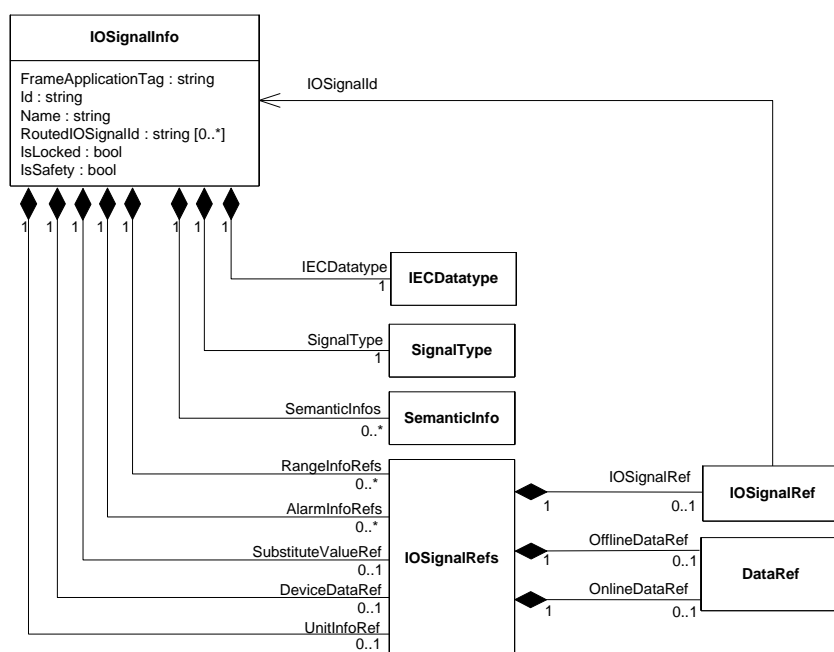 IOSignalInfo
FrameApplicationTag : string
Id : string
Name : string
RoutedIOSignalId : string [0..*]
IsLocked : bool
IsSafety : bool
IOSignalId
1 1 1 1 1 1 1 1
IECDatatype
1
IECDatatype
SignalType
1
SignalType
SemanticInfos
0..*
SemanticInfo
RangeInfoRefs
0..*
AlarmInfoRefs
0..*
SubstituteValueRef
0..1
DeviceDataRef
0..1
UnitInfoRef
0..1
IOSignalRefs
IOSignalRef
1 0..1
IOSignalRef
OfflineDataRef
1 0..1
OnlineDataRef
1 0..1
DataRef